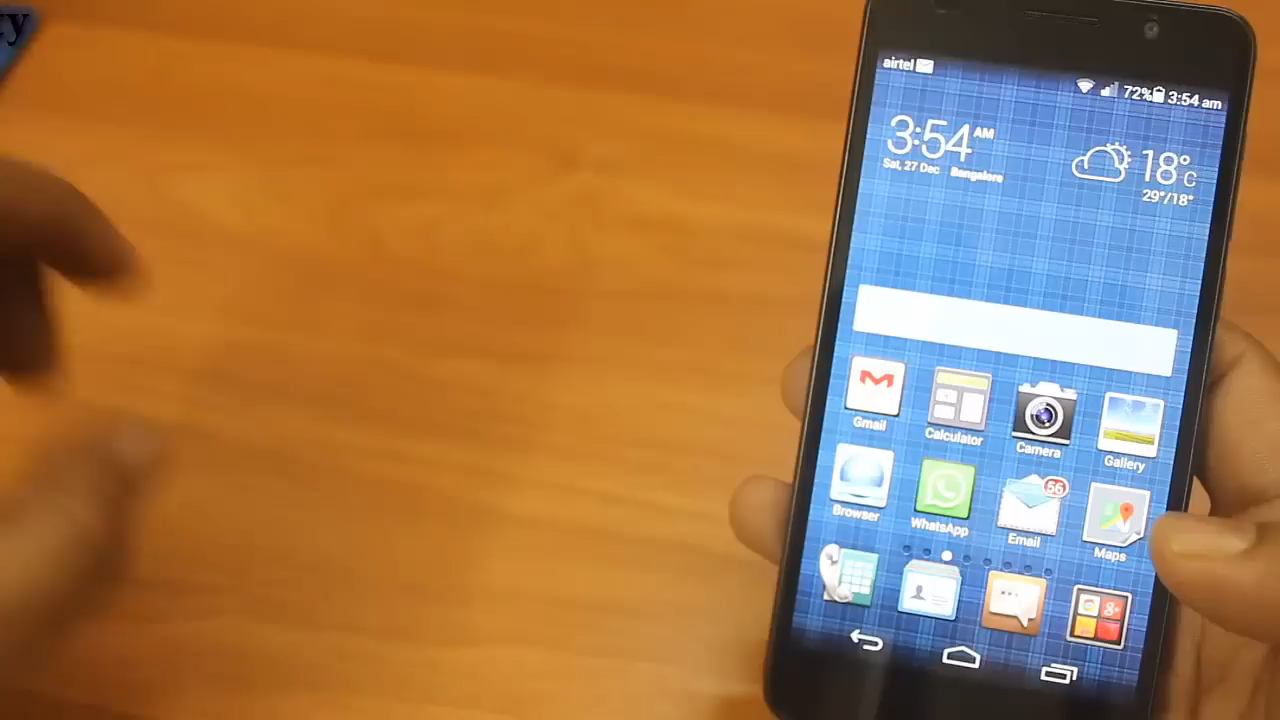 airtel
72% 3:54 am
3:54 AM
18°C
Sat, 27 Dec Bangalore
29°/18°
Gmail
Calculator
Camera
Gallery
56
Browser
WhatsApp
Email
Maps